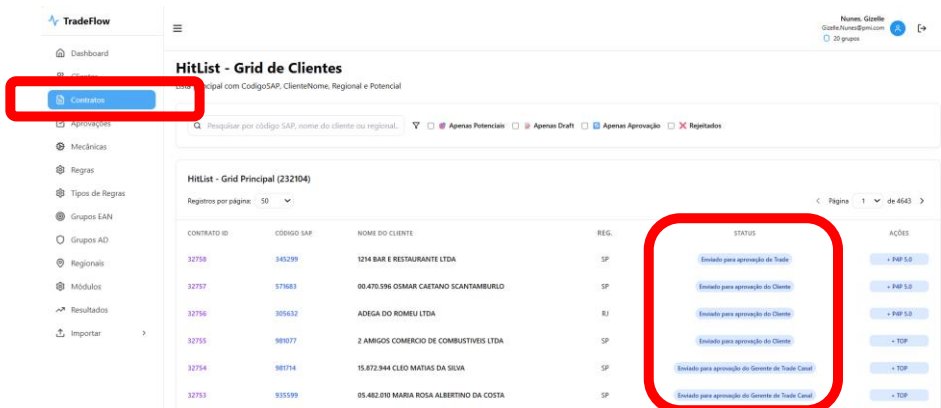 TradeFlow
Nunes, Gizelle
Gizelle.Nunes@pmi.com
20 grupos
Dashboard
Clientes
Contratos
Aprovações
Mecânicas
Regras
Tipos de Regras
Grupos EAN
Grupos AD
Regionais
Módulos
Resultados
Importar
HitList - Grid de Clientes
Lista principal com CodigoSAP, ClienteNome, Regional e Potencial
Pesquisar por código SAP, nome do cliente ou regional.. Apenas Potenciais Apenas Draft Apenas Aprovação Rejeitados
HitList - Grid Principal (232104)
Registros por página: 50 Página 1 de 4643
CONTRATO ID CÓDIGO SAP NOME DO CLIENTE REG. STATUS AÇÕES
32758 345299 1214 BAR E RESTAURANTE LTDA SP Enviado para aprovação de Trade + P4P 5.0
32757 571683 00.470.596 OSMAR CAETANO SCANTAMBURLO SP Enviado para aprovação do Cliente + P4P 5.0
32756 305632 ADEGA DO ROMEU LTDA RJ Enviado para aprovação do Cliente + P4P 5.0
32755 981077 2 AMIGOS COMERCIO DE COMBUSTIVEIS LTDA SP Enviado para aprovação do Cliente + TOP
32754 981714 15.872.944 CLEO MATIAS DA SILVA SP Enviado para aprovação do Gerente de Trade Canal + TOP
32753 935599 05.482.010 MARIA ROSA ALBERTINO DA COSTA SP Enviado para aprovação do Gerente de Trade Canal + TOP